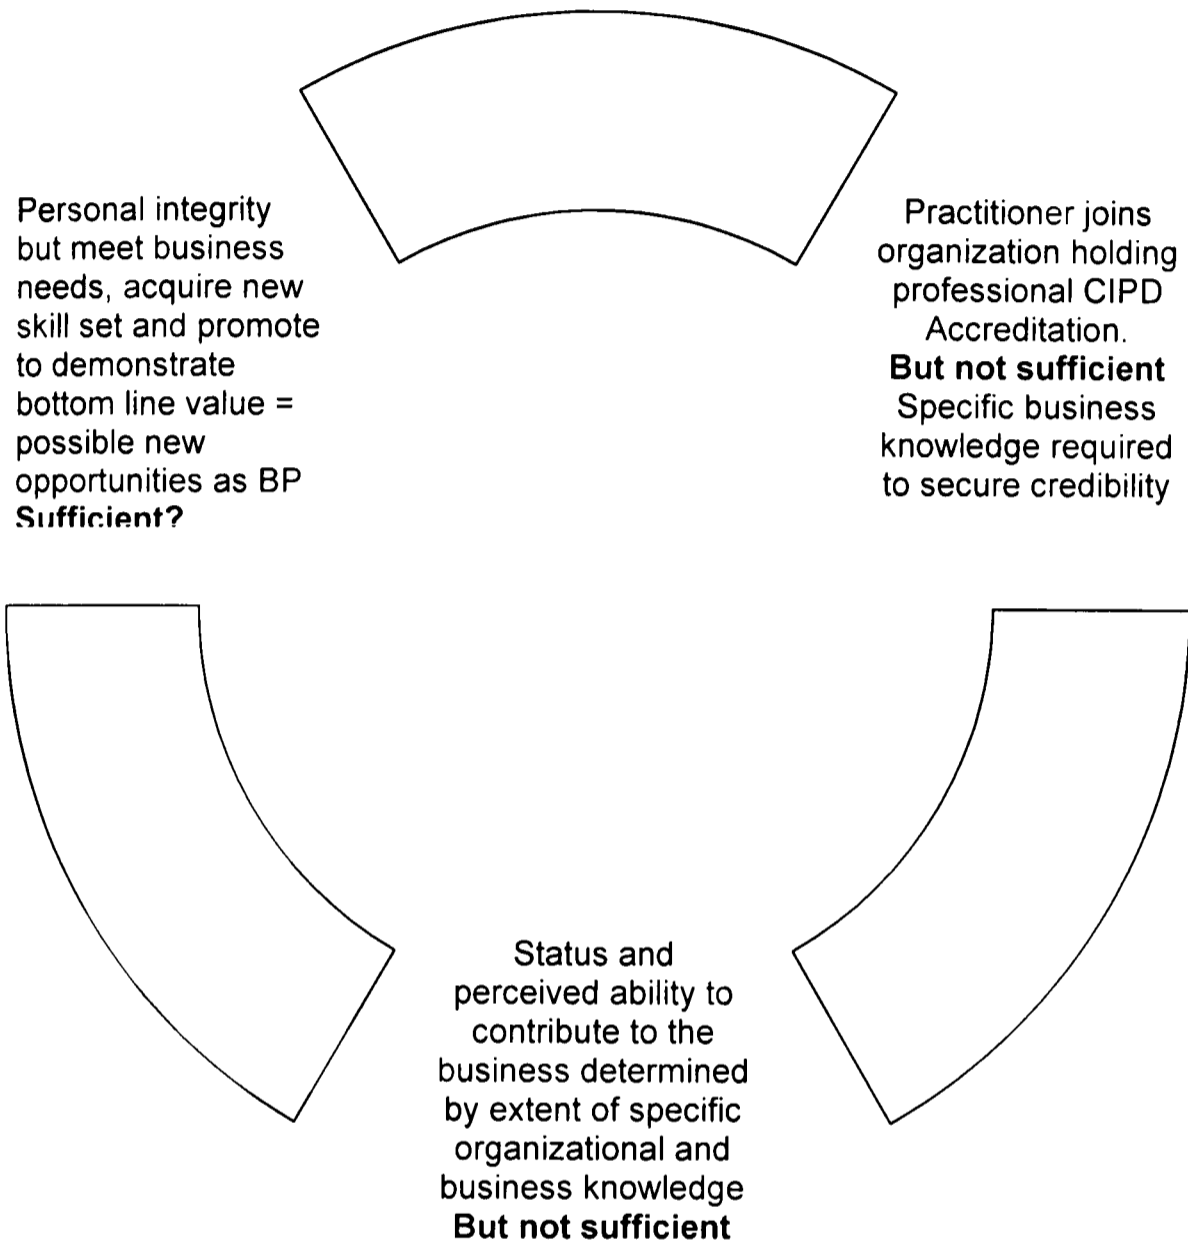 Personal integrity
but meet business
needs, acquire new
skill set and promote
to demonstrate
bottom line value =
possible new
opportunities as BP
Sufficient?
Practitioner joins
organization holding
professional CIPD
Accreditation.
But not sufficient
Specific business
knowledge required
to secure credibility
Status and
perceived ability to
contribute to the
business determined
by extent of specific
organizational and
business knowledge
But not sufficient